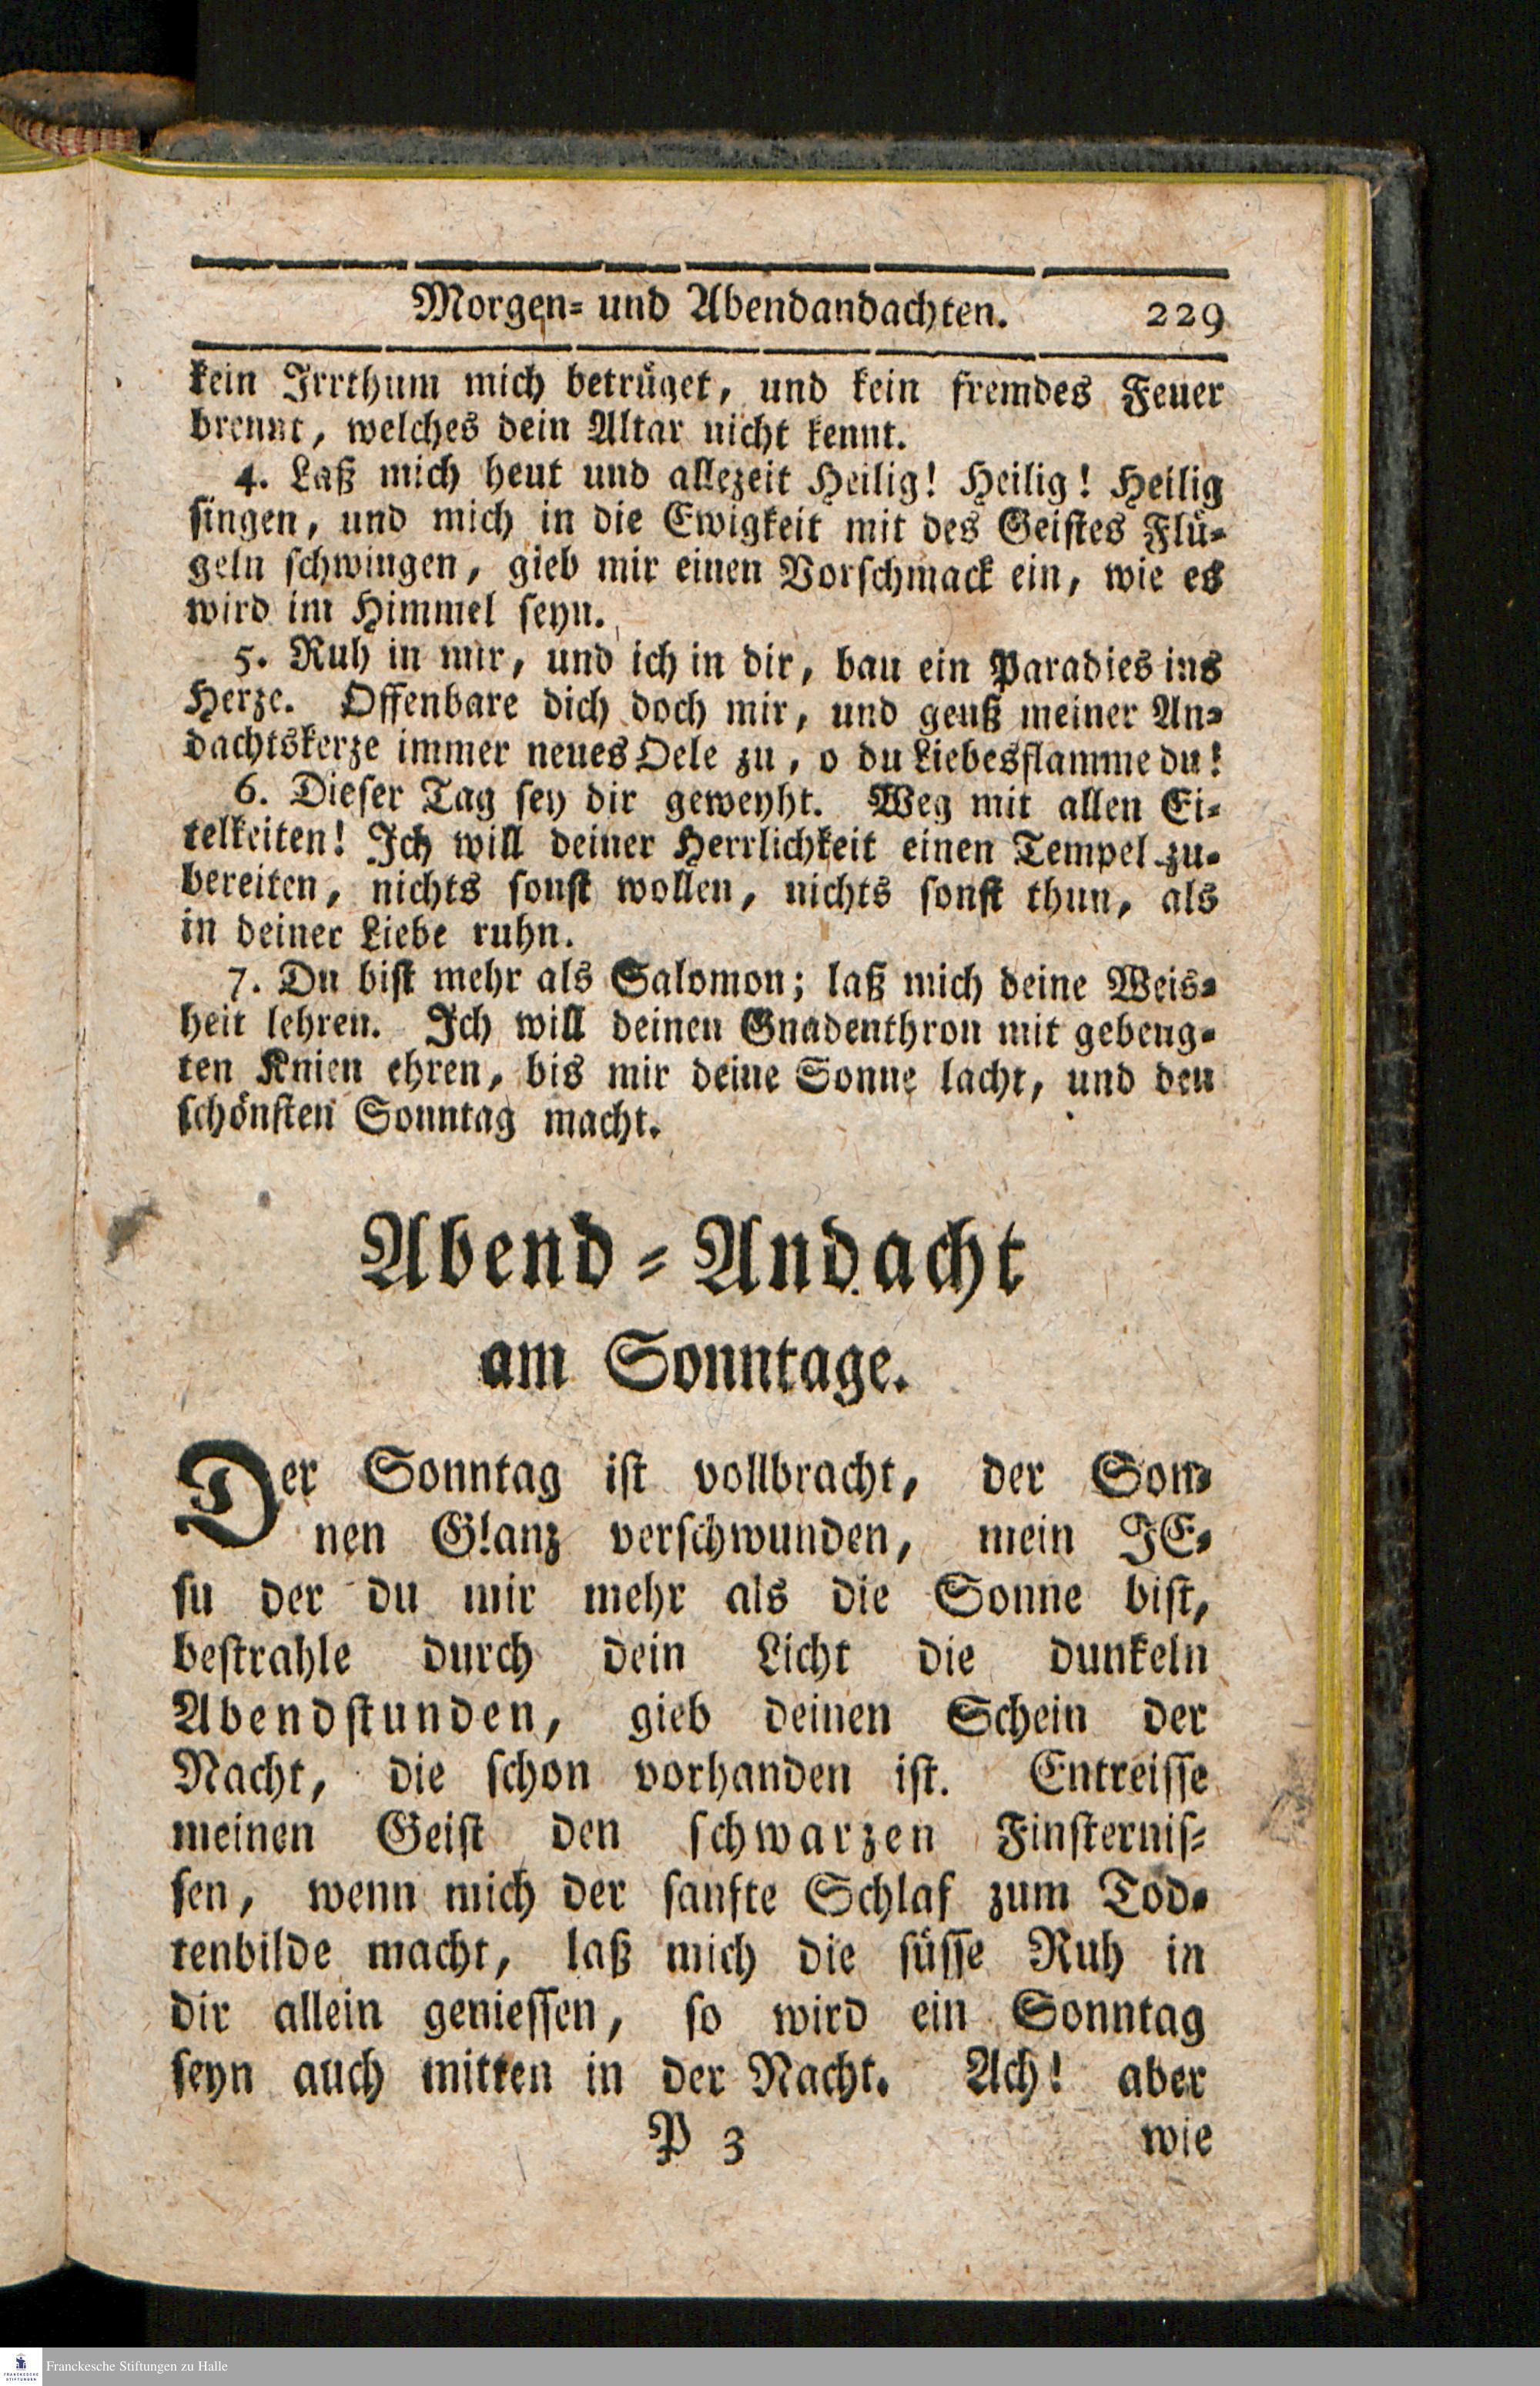 Morgen- und Abendandachten. 229
kein Irrthum mich betrüget, und kein fremdes Feuer
brennt, welches dein Altar nicht kennt.
4. Laß mich heut und allezeit Heilig! Heilig! Heilig
singen, und mich in die Ewigkeit mit des Geistes Flü-
geln schwingen, gieb mir einen Vorschmack ein, wie es
wird im Himmel seyn.
5. Ruh in mir, und ich in dir, bau ein Paradies ins
Herze. Offenbare dich doch mir, und geuß meiner An-
dachtskerze immer neues Oele zu, o du Liebesflamme du!
6. Dieser Tag sey dir geweyht. Weg mit allen Ei-
telkeiten! Ich will deiner Herrlichkeit einen Tempel zu-
bereiten, nichts sonst wollen, nichts sonst thun, als
in deiner Liebe ruhn.
7. Du bist mehr als Salomon; laß mich deine Weis-
heit lehren. Ich will deinen Gnadenthron mit gebeug-
ten Knien ehren, bis mir deine Sonne lacht, und den
schönsten Sonntag macht.
Abend-Andacht
am Sonntage.
Der Sonntag ist vollbracht, der Son-
nen Glanz verschwunden, mein JE-
su der du mir mehr als die Sonne bist,
bestrahle durch dein Licht die dunkeln
Abendstunden, gieb deinen Schein der
Nacht, die schon vorhanden ist. Entreisse
meinen Geist den schwarzen Finsternis-
sen, wenn mich der sanfte Schlaf zum Tod-
tenbilde macht, laß mich die süsse Ruh in
dir allein geniessen, so wird ein Sonntag
seyn auch mitten in der Nacht. Ach! aber
P 3 wie
FRANCKESCHE STIFTUNGEN
Franckesche Stiftungen zu Halle